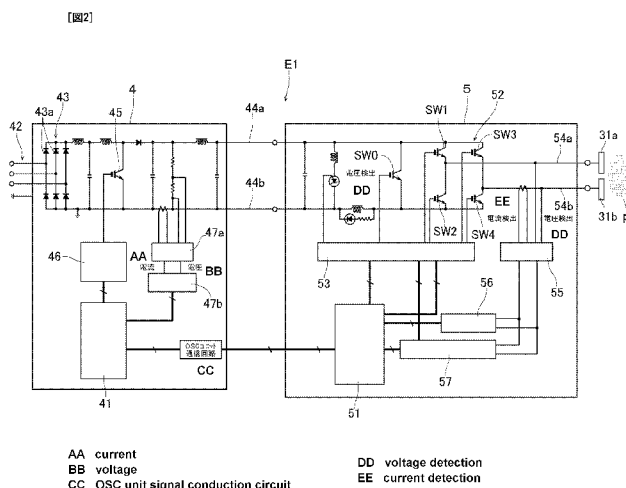 [図2]
E1
4
5
42
43a
43
45
44a
SW1
52
SW3
54a
31a
SW0
電圧検出
DD
44b
EE
54b
31b
P
電流検出
電圧検出
SW2
SW4
DD
46
AA
47a
電流
電圧
BB
47b
53
55
56
OSCユニット
通信回路
CC
57
41
51
AA current
BB voltage
CC OSC unit signal conduction circuit
DD voltage detection
EE current detection